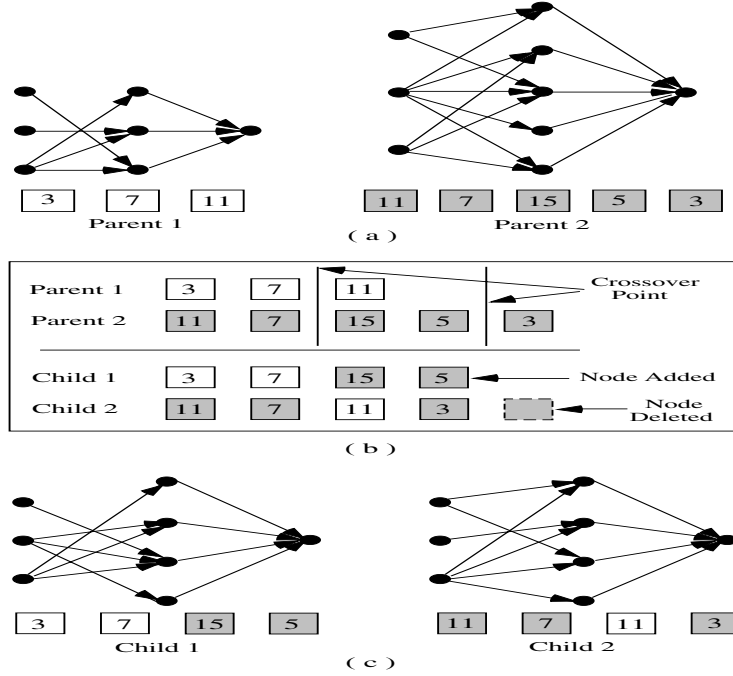 3 7 11
Parent 1
11 7 15 5 3
Parent 2
( a )
Parent 1 3 7 11
Crossover
Point
Parent 2 11 7 15 5 3
Child 1 3 7 15 5
Node Added
Child 2 11 7 11 3
Node
Deleted
( b )
3 7 15 5
Child 1
11 7 11 3
Child 2
( c )